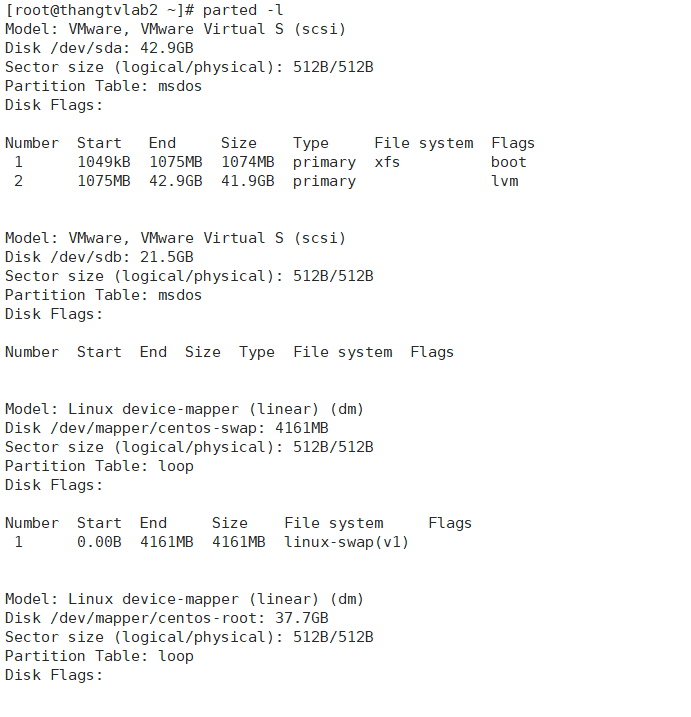 [root@thangtvlab2 ~]# parted -l
Model: VMware, VMware Virtual S (scsi)
Disk /dev/sda: 42.9GB
Sector size (logical/physical): 512B/512B
Partition Table: msdos
Disk Flags:

Number  Start   End     Size    Type     File system  Flags
 1      1049kB  1075MB  1074MB  primary  xfs          boot
 2      1075MB  42.9GB  41.9GB  primary               lvm


Model: VMware, VMware Virtual S (scsi)
Disk /dev/sdb: 21.5GB
Sector size (logical/physical): 512B/512B
Partition Table: msdos
Disk Flags:

Number  Start  End  Size  Type  File system  Flags


Model: Linux device-mapper (linear) (dm)
Disk /dev/mapper/centos-swap: 4161MB
Sector size (logical/physical): 512B/512B
Partition Table: loop
Disk Flags:

Number  Start  End     Size    File system     Flags
 1      0.00B  4161MB  4161MB  linux-swap(v1)


Model: Linux device-mapper (linear) (dm)
Disk /dev/mapper/centos-root: 37.7GB
Sector size (logical/physical): 512B/512B
Partition Table: loop
Disk Flags: